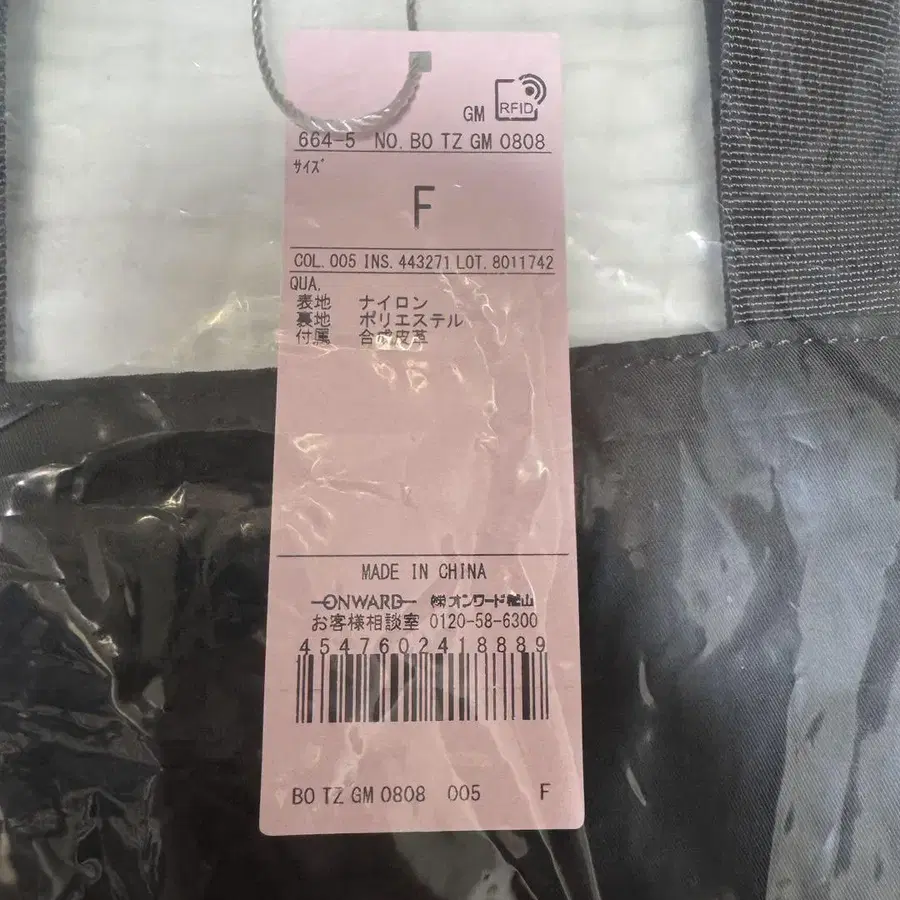 GM RFID
664-5 NO. BO TZ GM 0808
サイズ
F
COL. 005 INS. 443271 LOT. 8011742
QUA.
表地 ナイロン
裏地 ポリエステル
付属 合成皮革
MADE IN CHINA
ONWARD ㈱オンワード樫山
お客様相談室 0120-58-6300
4547602418889
BO TZ GM 0808 005 F